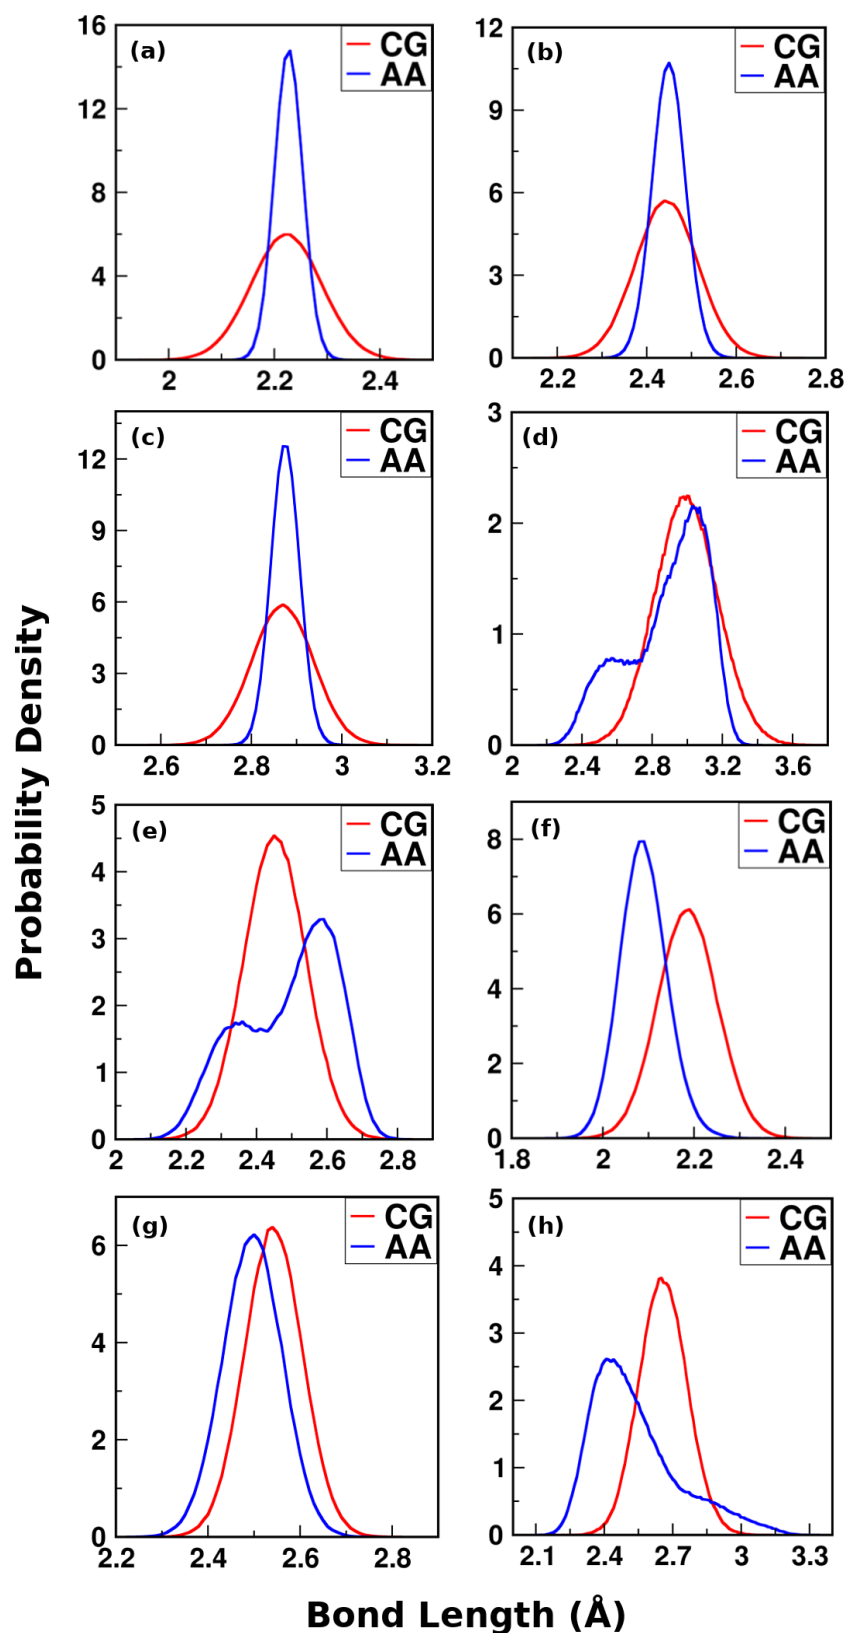 (a)
CG
AA
16
12
8
4
0
2
2.2
2.4
(b)
CG
AA
12
9
6
3
0
2.2
2.4
2.6
2.8
(c)
CG
AA
12
9
6
3
0
2.6
2.8
3
3.2
(d)
CG
AA
3
2
1
0
2
2.4
2.8
3.2
3.6
(e)
CG
AA
5
4
3
2
1
0
2
2.2
2.4
2.6
2.8
(f)
CG
AA
8
6
4
2
0
1.8
2
2.2
2.4
(g)
CG
AA
6
4
2
0
2.2
2.4
2.6
2.8
(h)
CG
AA
5
4
3
2
1
0
2.1
2.4
2.7
3
3.3
Probability Density
Bond Length (Å)